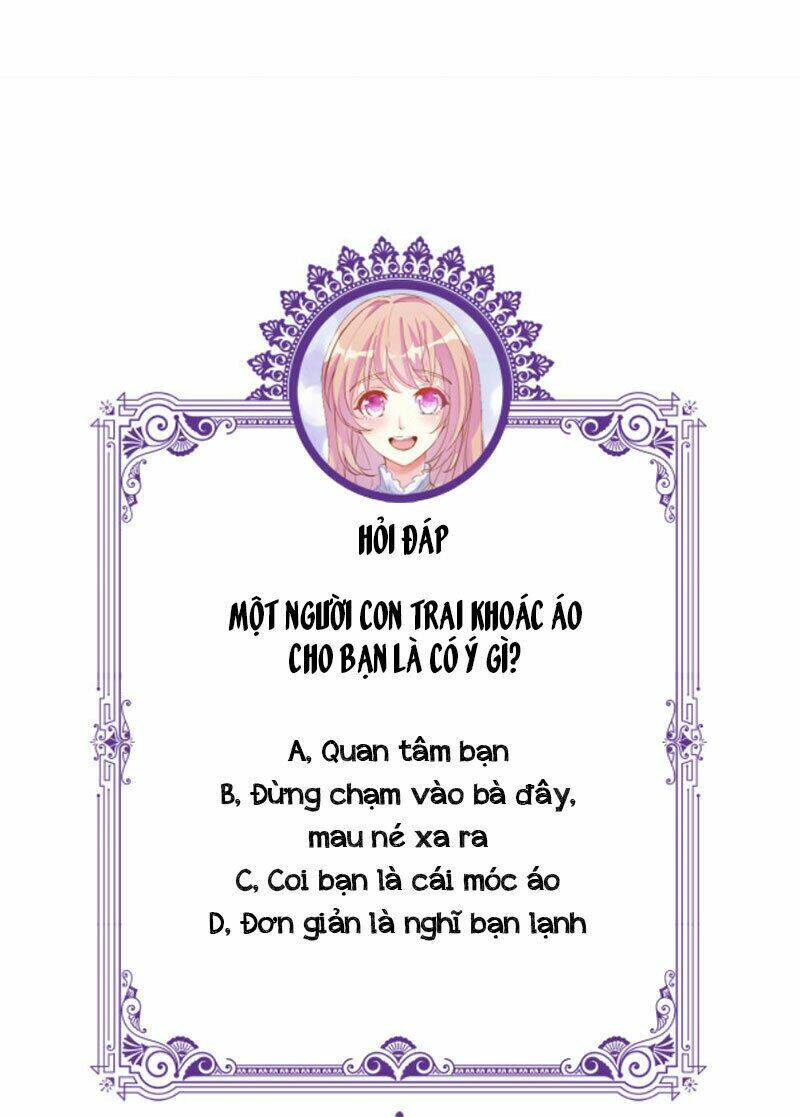 HỎI ĐÁP
MỘT NGƯỜI CON TRAI KHOÁC ÁO
CHO BẠN LÀ CÓ Ý GÌ?
A, Quan tâm bạn
B, Đừng chạm vào bà đây,
mau né xa ra
C, Coi bạn là cái móc áo
D, Đơn giản là nghĩ bạn lạnh